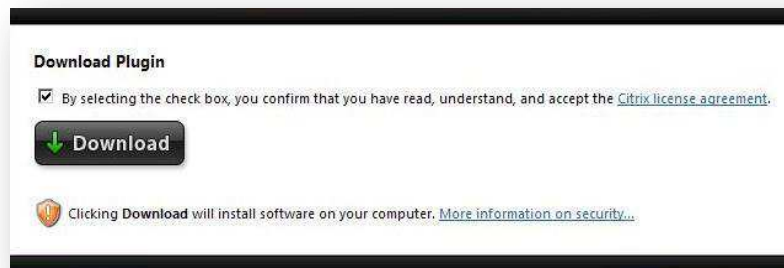 Download Plugin
By selecting the check box, you confirm that you have read, understand, and accept the Citrix license agreement.
Download
Clicking Download will install software on your computer. More information on security...